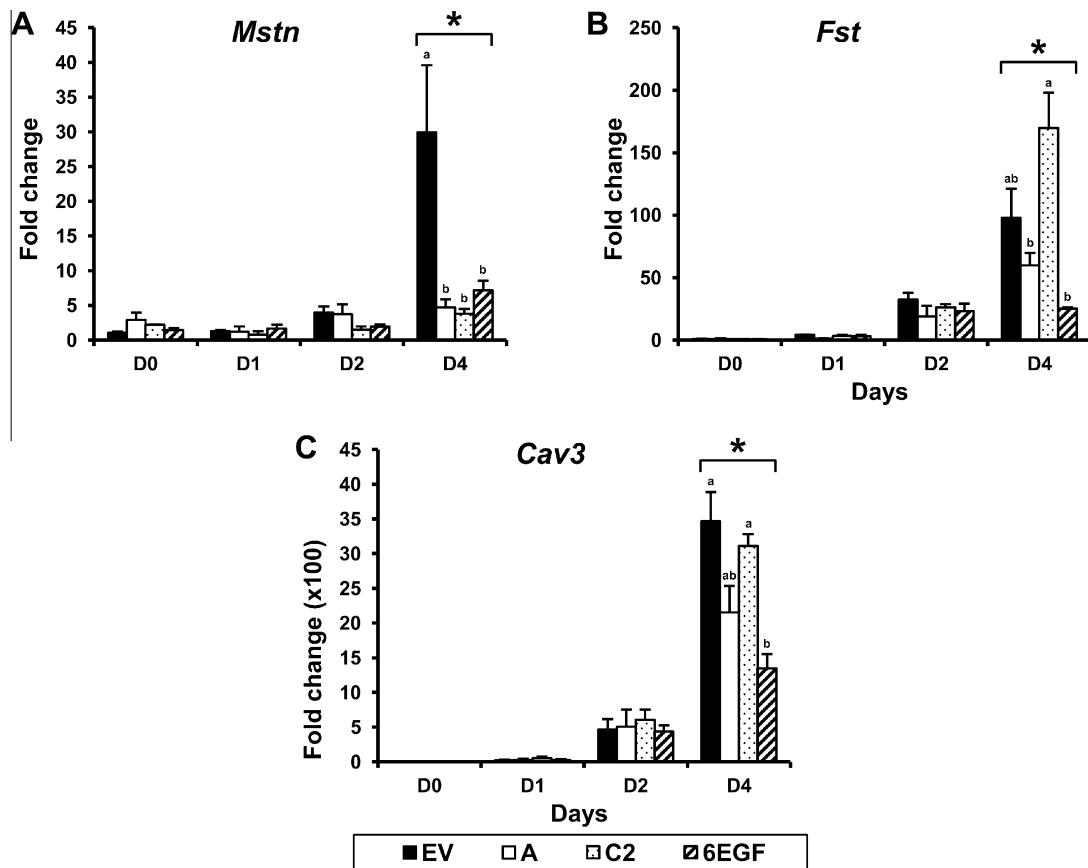 A
Mstn
*
Fold change
45
40
35
30
25
20
15
10
5
0
a
b
b
b
D0
D1
D2
D4
B
Fst
*
Fold change
250
200
150
100
50
0
ab
b
a
b
D0
D1
D2
D4
Days
C
Cav3
*
Fold change (x100)
45
40
35
30
25
20
15
10
5
0
a
ab
a
b
D0
D1
D2
D4
Days
EV A C2 6EGF